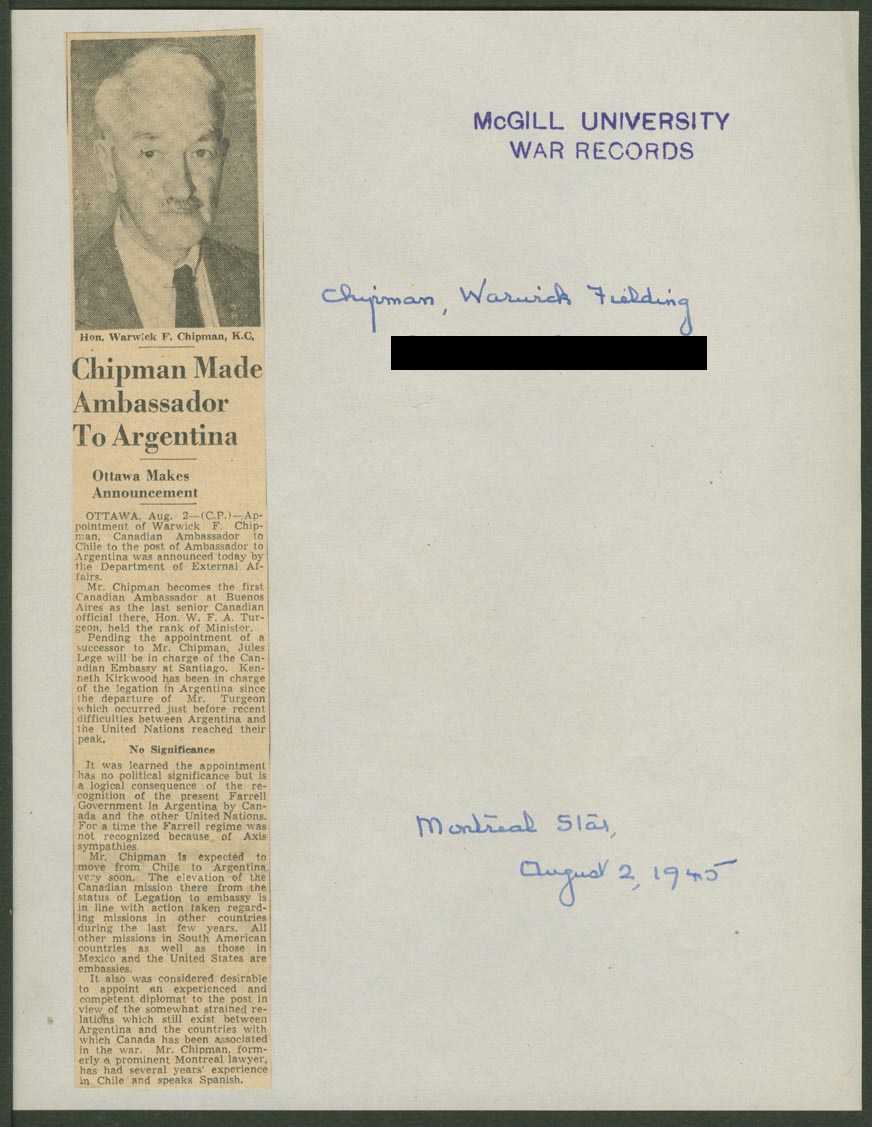 McGILL UNIVERSITY
WAR RECORDS
Chipman, Warwick Fielding
Hon. Warwick F. Chipman, K.C.
Chipman Made
Ambassador
To Argentina
Ottawa Makes
Announcement
OTTAWA, Aug. 2—(C.P.)—Ap-
pointment of Warwick F. Chip-
man, Canadian Ambassador to
Chile to the post of Ambassador to
Argentina was announced today by
the Department of External Af-
fairs.
Mr. Chipman becomes the first
Canadian Ambassador at Buenos
Aires as the last senior Canadian
official there, Hon. W. F. A. Tur-
geon, held the rank of Minister.
Pending the appointment of a
successor to Mr. Chipman, Jules
Lege will be in charge of the Can-
adian Embassy at Santiago. Ken-
neth Kirkwood has been in charge
of the legation in Argentina since
the departure of Mr. Turgeon
which occurred just before recent
difficulties between Argentina and
the United Nations reached their
peak.
No Significance
It was learned the appointment
has no political significance but is
a logical consequence of the re-
cognition of the present Farrell
Government in Argentina by Can-
ada and the other United Nations.
For a time the Farrell regime was
not recognized because of Axis
sympathies.
Mr. Chipman is expected to
move from Chile to Argentina
very soon. The elevation of the
Canadian mission there from the
status of Legation to embassy is
in line with action taken regard-
ing missions in other countries
during the last few years. All
other missions in South American
countries as well as those in
Mexico and the United States are
embassies.
It also was considered desirable
to appoint an experienced and
competent diplomat to the post in
view of the somewhat strained re-
lations which still exist between
Argentina and the countries with
which Canada has been associated
in the war. Mr. Chipman, form-
erly a prominent Montreal lawyer,
has had several years' experience
in Chile and speaks Spanish.
Montreal Star,
August 2, 1945